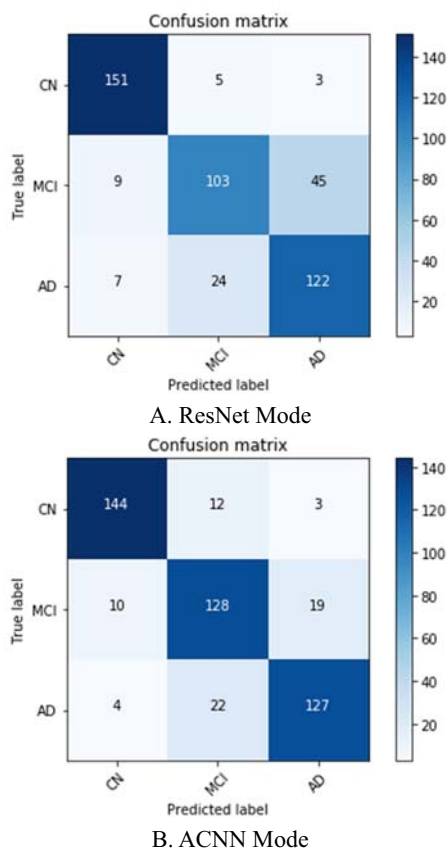 Confusion matrix
CN 151 5 3
MCI 9 103 45
AD 7 24 122
CN MCI AD
True label
Predicted label
140
120
100
80
60
40
20
A. ResNet Mode
Confusion matrix
CN 144 12 3
MCI 10 128 19
AD 4 22 127
CN MCI AD
True label
Predicted label
140
120
100
80
60
40
20
B. ACNN Mode